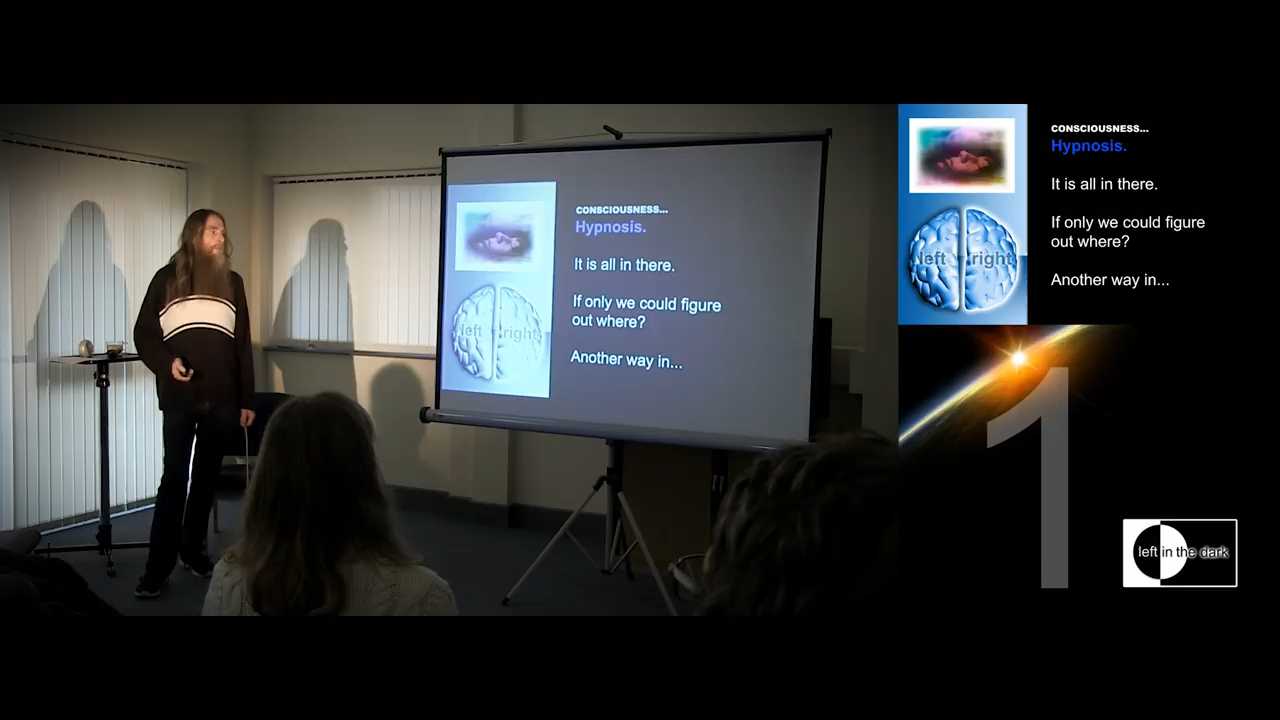 CONSCIOUSNESS...
Hypnosis.
It is all in there.
If only we could figure
out where?
Another way in...
left right
CONSCIOUSNESS...
Hypnosis.
It is all in there.
If only we could figure
out where?
Another way in...
left right
1
left in the dark